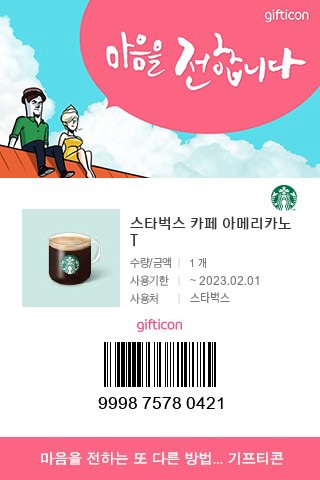 gifticon
마음을 전합니다
스타벅스 카페 아메리카노
T
수량/금액 | 1 개
사용기한 | ~ 2023.02.01
사용처 | 스타벅스
gifticon
9998 7578 0421
마음을 전하는 또 다른 방법... 기프티콘